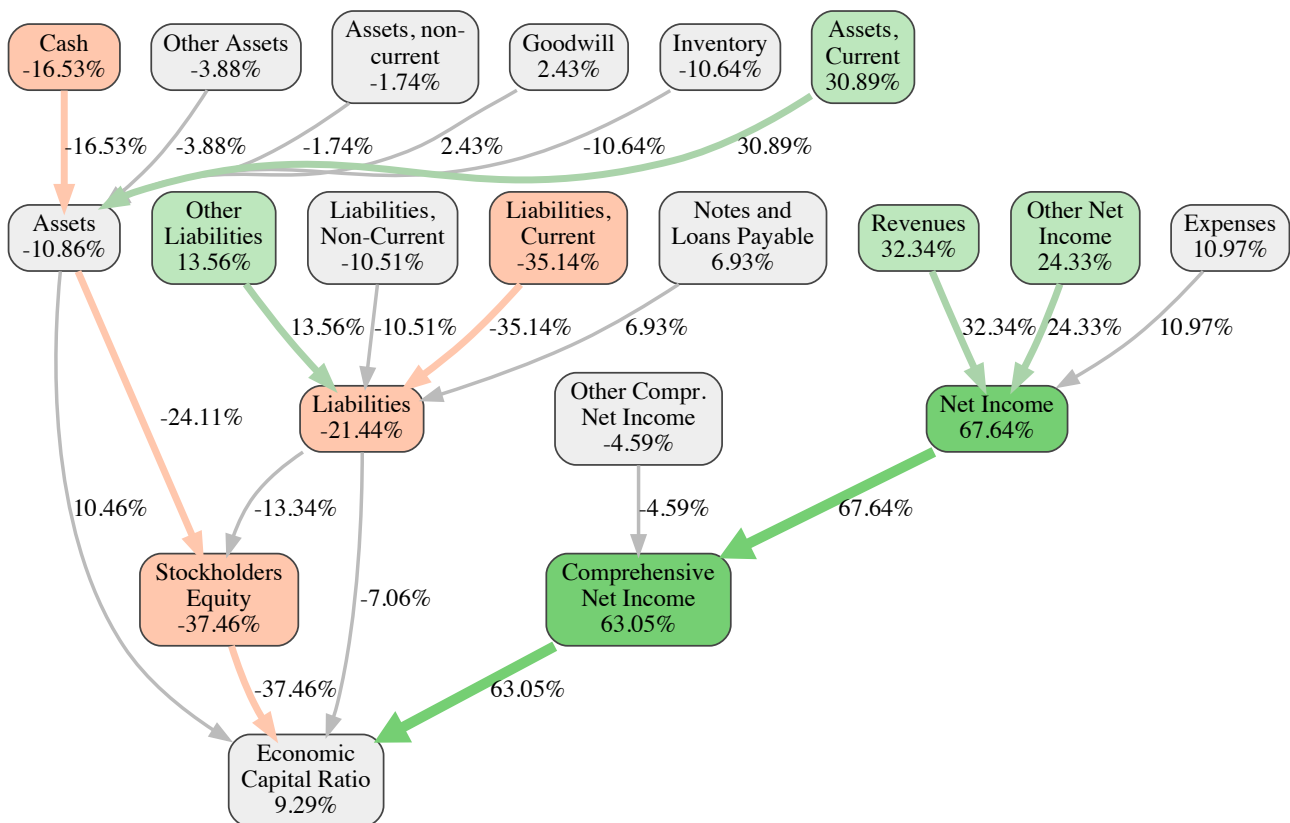 Cash
-16.53%
Other Assets
-3.88%
Assets, non-
current
-1.74%
Goodwill
2.43%
Inventory
-10.64%
Assets,
Current
30.89%
-16.53%
-3.88%
-1.74%
2.43%
-10.64%
30.89%
Assets
-10.86%
Other
Liabilities
13.56%
Liabilities,
Non-Current
-10.51%
Liabilities,
Current
-35.14%
Notes and
Loans Payable
6.93%
Revenues
32.34%
Other Net
Income
24.33%
Expenses
10.97%
13.56%
-10.51%
-35.14%
6.93%
32.34%
24.33%
10.97%
Liabilities
-21.44%
Other Compr.
Net Income
-4.59%
Net Income
67.64%
-24.11%
10.46%
-13.34%
-4.59%
67.64%
Stockholders
Equity
-37.46%
-7.06%
Comprehensive
Net Income
63.05%
-37.46%
63.05%
Economic
Capital Ratio
9.29%